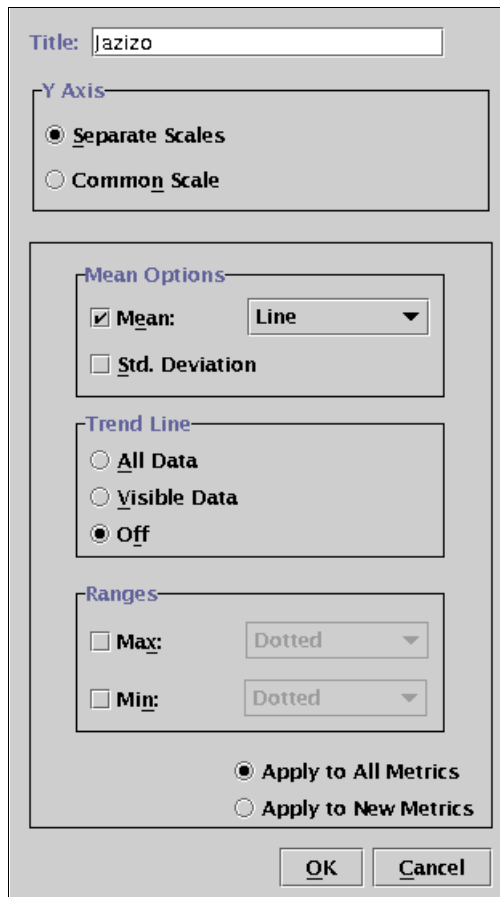 Title: Jazizo
Y Axis
Separate Scales
Common Scale
Mean Options
Mean: Line
Std. Deviation
Trend Line
All Data
Visible Data
Off
Ranges
Max: Dotted
Min: Dotted
Apply to All Metrics
Apply to New Metrics
OK Cancel